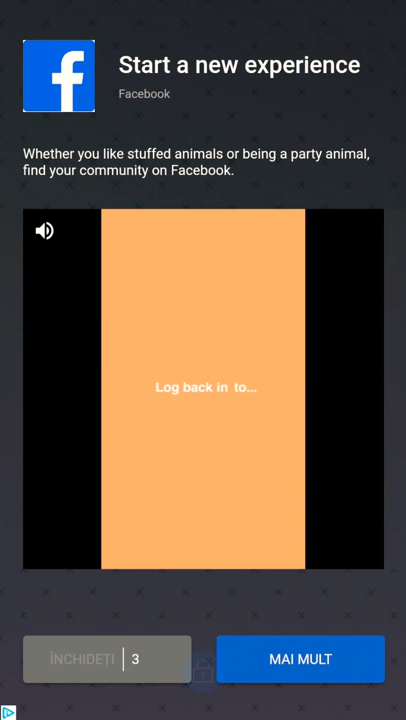 Start a new experience
Facebook
Whether you like stuffed animals or being a party animal,
find your community on Facebook.
Log back in to...
ÎNCHIDEȚI | 3
MAI MULT